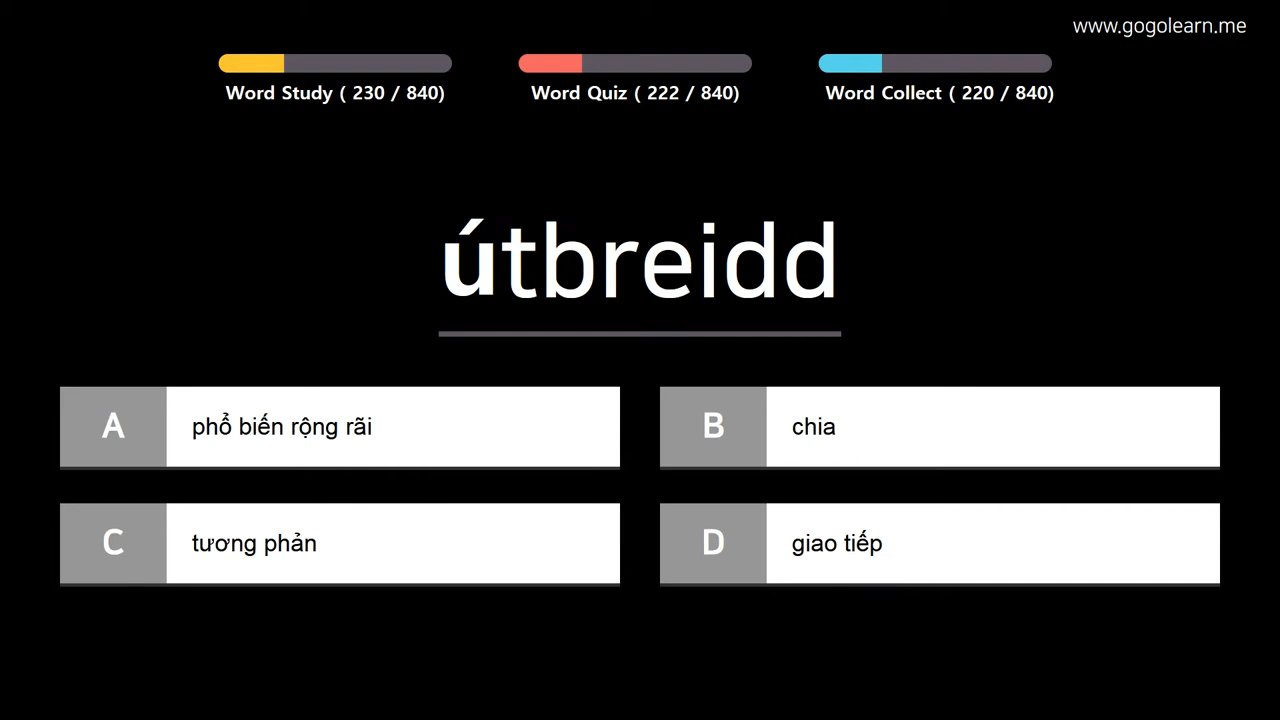 www.gogolearn.me
Word Study ( 230 / 840)
Word Quiz ( 222 / 840)
Word Collect ( 220 / 840)
útbreidd
A phổ biến rộng rãi
B chia
C tương phản
D giao tiếp